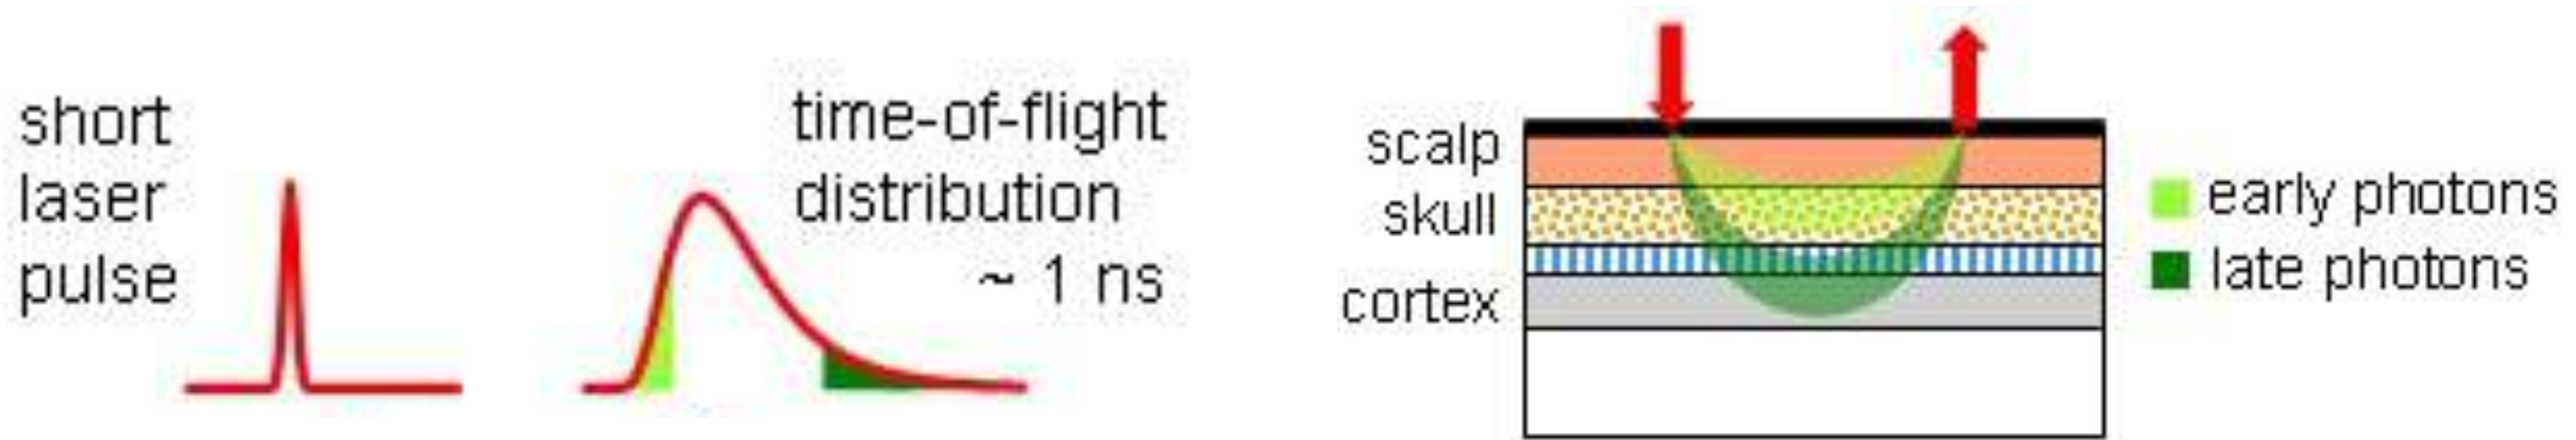 short
laser
pulse
time-of-flight
distribution
~ 1 ns
scalp
skull
cortex
early photons
late photons